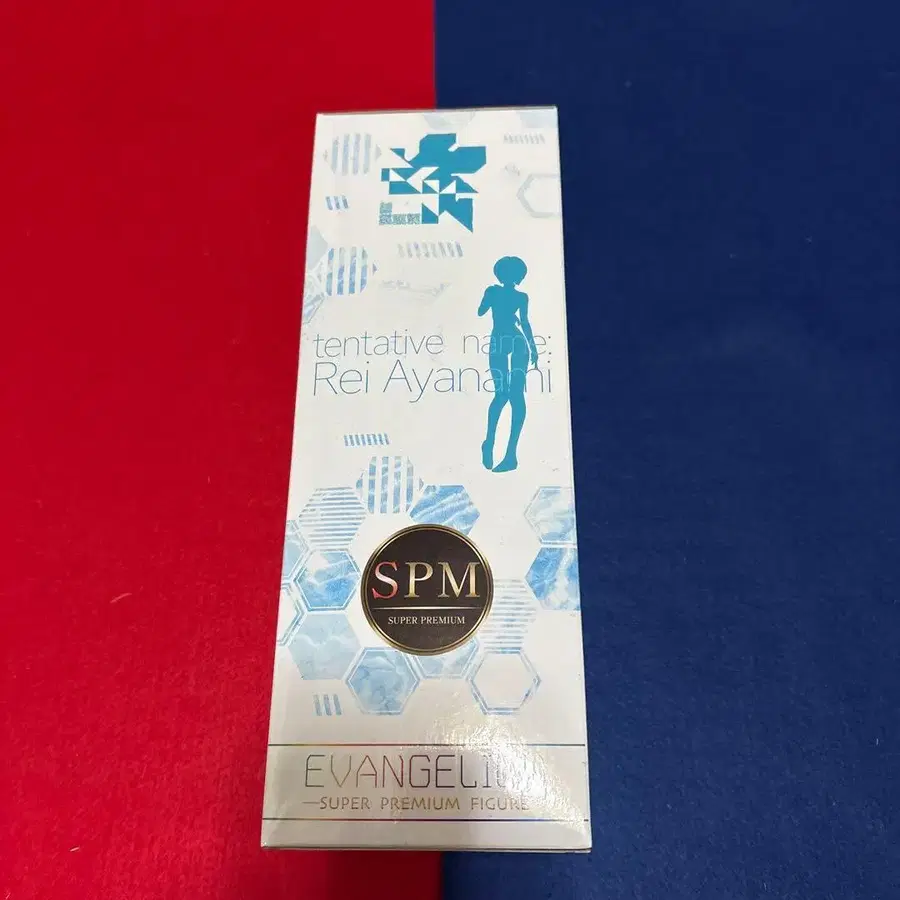 tentative name:
Rei Ayanami
SPM
SUPER PREMIUM
EVANGELION
SUPER PREMIUM FIGURE